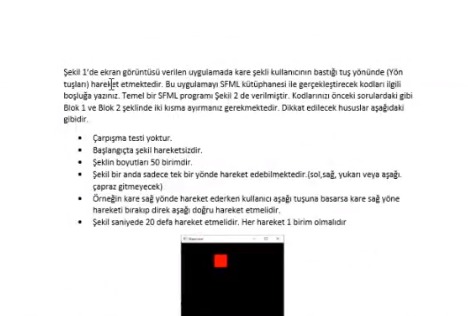 Şekil 1'de ekran görüntüsü verilen uygulamada kare şekli kullanıcının bastığı tuş yönünde (Yön
tuşları) hareket etmektedir. Bu uygulamayı SFML kütüphanesi ile gerçekleştirecek kodları ilgili
boşluğa yazınız. Temel bir SFML programı Şekil 2 de verilmiştir. Kodlarınızı önceki sorulardaki gibi
Blok 1 ve Blok 2 şeklinde iki kısma ayırmanız gerekmektedir. Dikkat edilecek hususlar aşağıdaki
gibidir.
• Çarpışma testi yoktur.
• Başlangıçta şekil hareketsizdir.
• Şeklin boyutları 50 birimdir.
• Şekil bir anda sadece tek bir yönde hareket edebilmektedir.(sol,sağ, yukarı veya aşağı.
çapraz gitmeyecek)
• Örneğin kare sağ yönde hareket ederken kullanıcı aşağı tuşuna basarsa kare sağ yöne
hareketi bırakıp direk aşağı doğru hareket etmelidir.
• Şekil saniyede 20 defa hareket etmelidir. Her hareket 1 birim olmalıdır